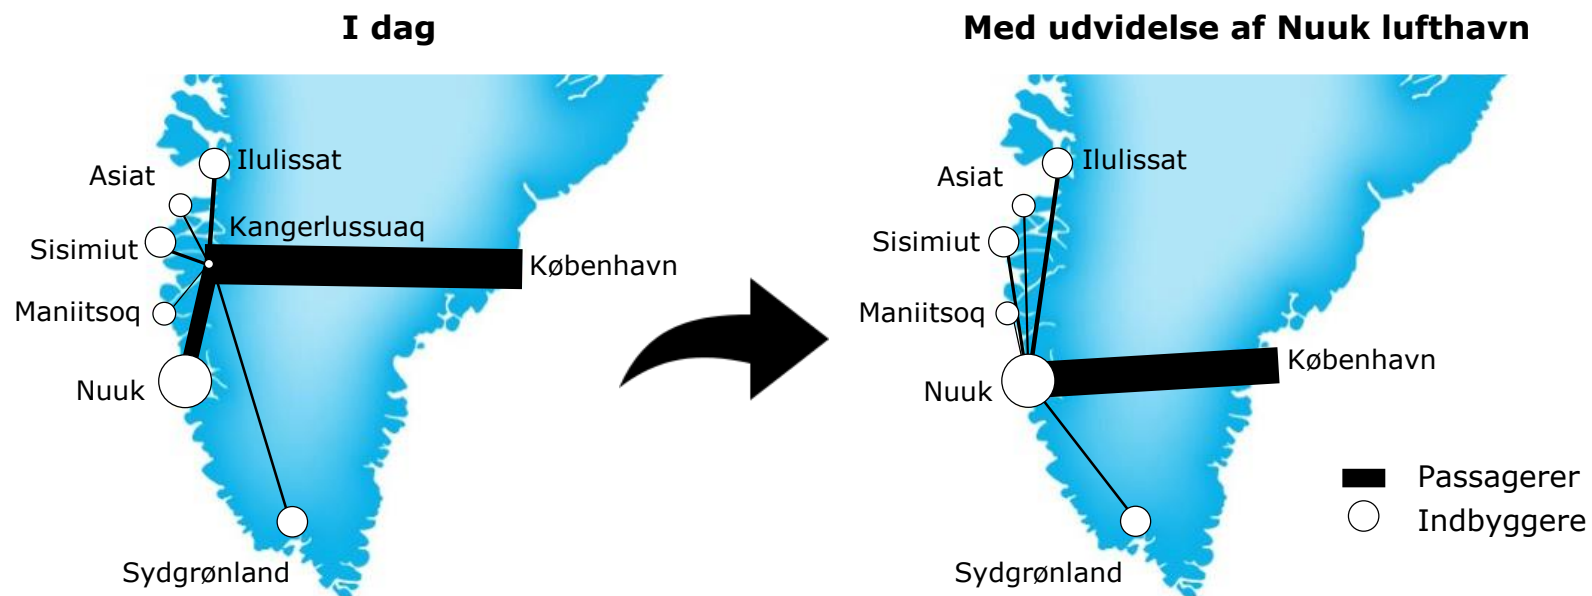 I dag
Ilulissat
Asiat
Kangerlussuaq
Sisimiut
København
Maniitsoq
Nuuk
Sydgrønland
Med udvidelse af Nuuk lufthavn
Ilulissat
Asiat
Sisimiut
Maniitsoq
København
Nuuk
Sydgrønland
Passagerer
Indbyggere